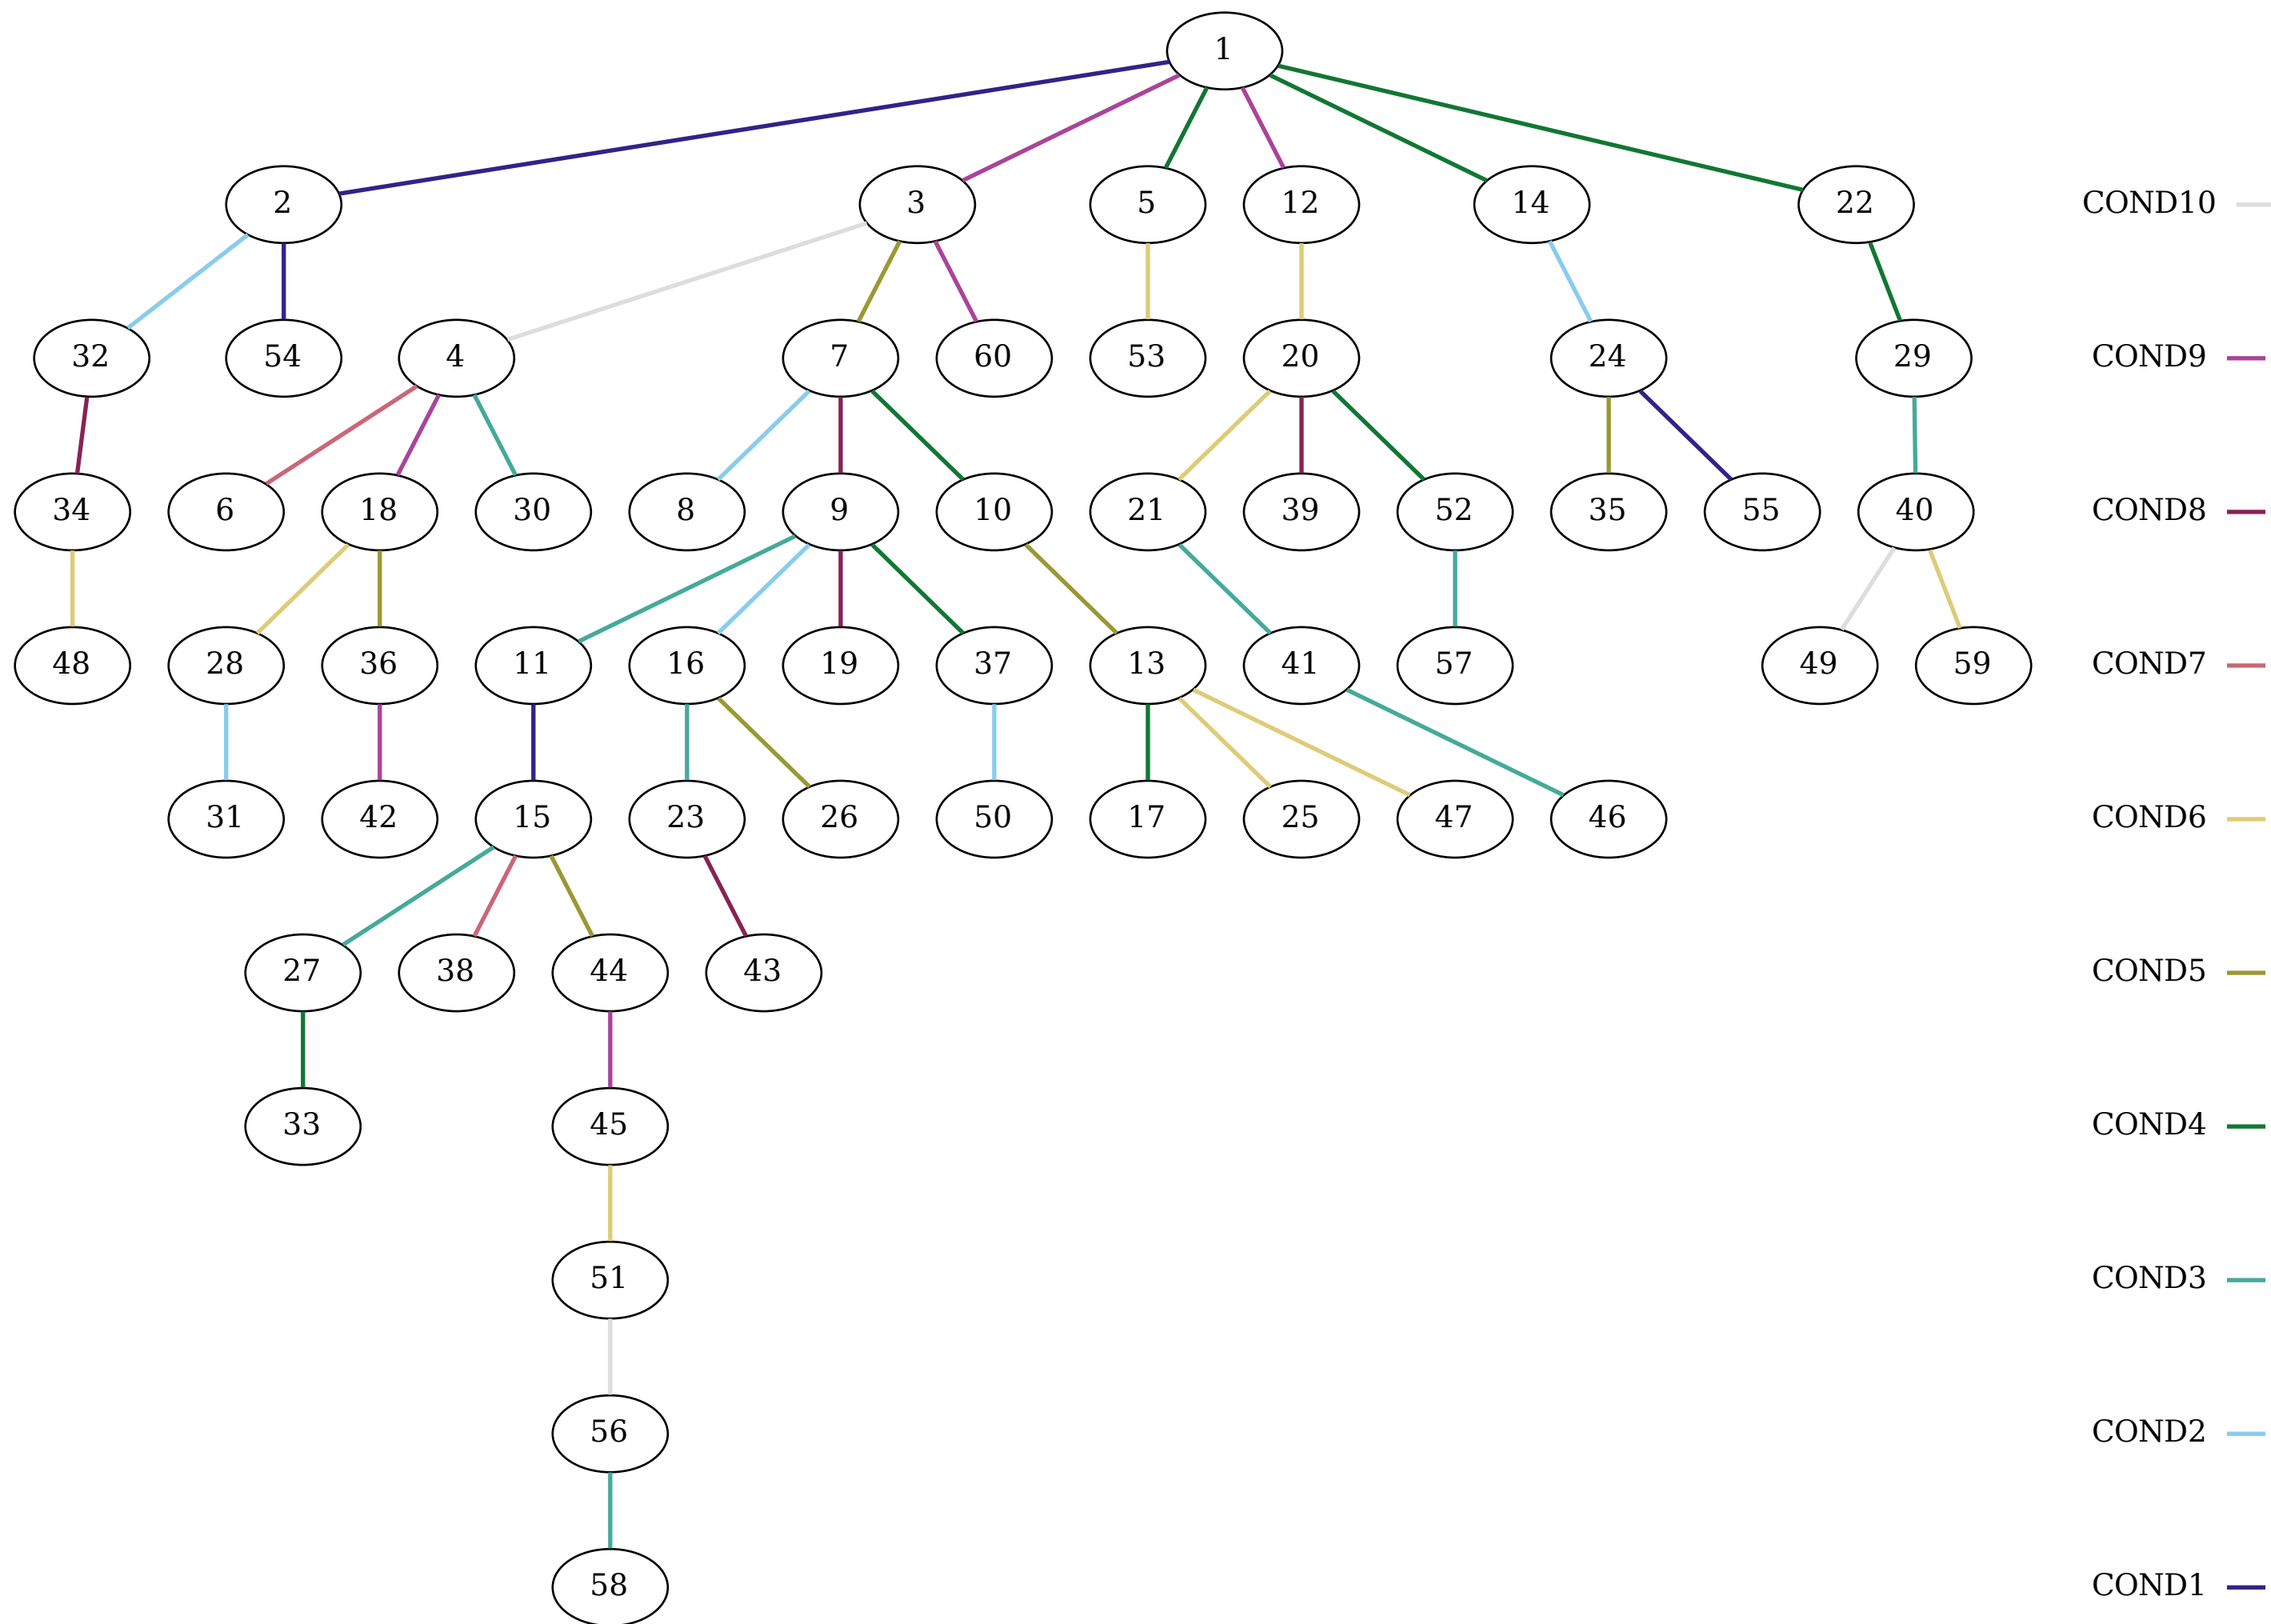 1
2 3 5 12 14 22 COND10
32 54 4 7 60 53 20 24 29 COND9
34 6 18 30 8 9 10 21 39 52 35 55 40 COND8
48 28 36 11 16 19 37 13 41 57 49 59 COND7
31 42 15 23 26 50 17 25 47 46 COND6
27 38 44 43 COND5
33 45 COND4
51 COND3
56 COND2
58 COND1